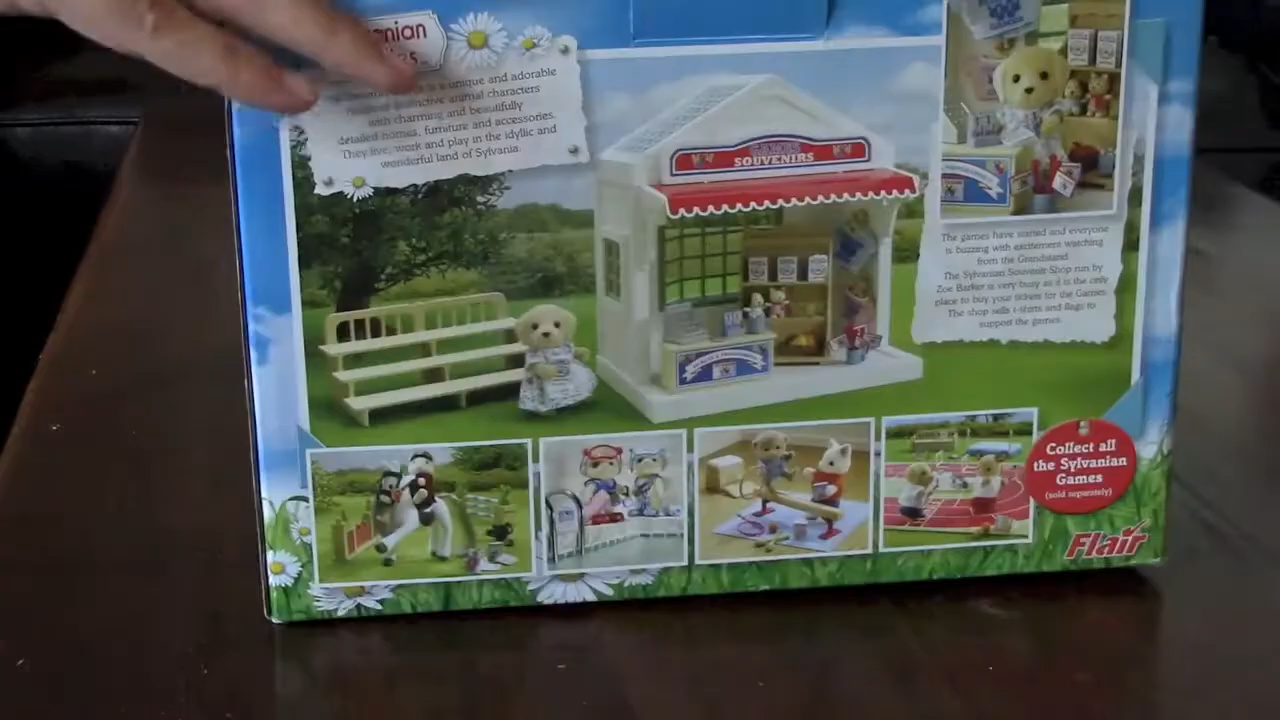 is a unique and adorable
distinctive animal characters
with charming and beautifully
detailed homes, furniture and accessories.
They live, work and play in the idyllic and
wonderful land of Sylvania.
GAMES
SOUVENIRS
The games have started and everyone
is buzzing with excitement watching
from the Grandstand.
The Sylvanian Souvenir Shop run by
Zoe Barker is very busy as it is the only
place to buy your tickets for the Games.
The shop sells t-shirts and flags to
support the games.
Collect all
the Sylvanian
Games
(sold separately)
Flair